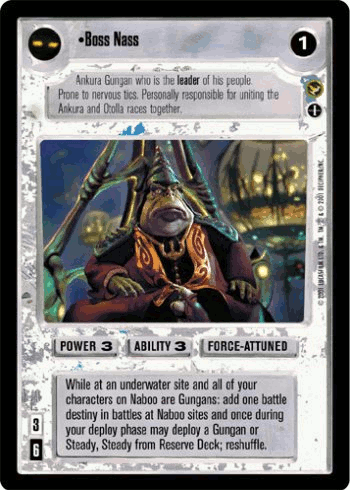 •Boss Nass
1
Ankura Gungan who is the leader of his people.
Prone to nervous tics. Personally responsible for uniting the
Ankura and Otolla races together.
POWER 3 ABILITY 3 FORCE-ATTUNED
While at an underwater site and all of your
characters on Naboo are Gungans: add one battle
destiny in battles at Naboo sites and once during
your deploy phase may deploy a Gungan or
Steady, Steady from Reserve Deck; reshuffle.
3
6